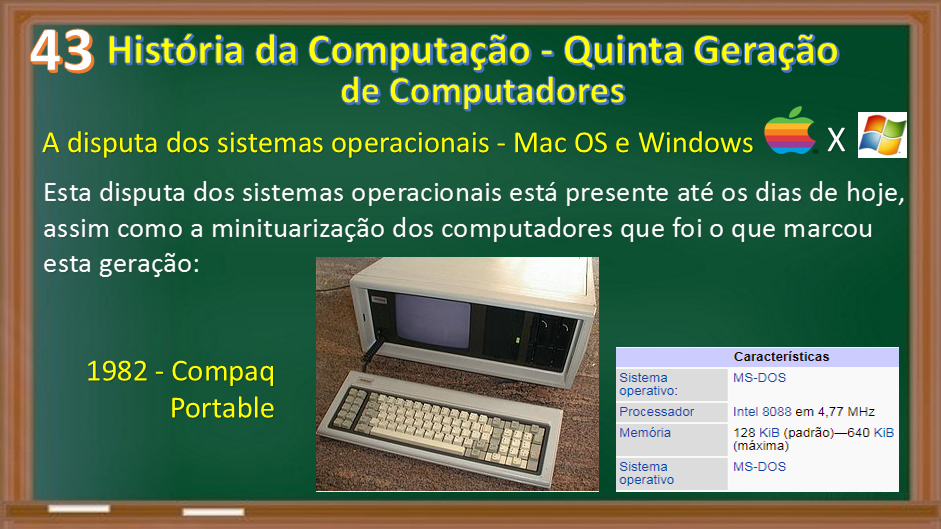 43 História da Computação - Quinta Geração
de Computadores
A disputa dos sistemas operacionais - Mac OS e Windows X
Esta disputa dos sistemas operacionais está presente até os dias de hoje,
assim como a minituarização dos computadores que foi o que marcou
esta geração:
1982 - Compaq
Portable
Características
Sistema
operativo:
MS-DOS
Processador
Intel 8088 em 4,77 MHz
Memória
128 KiB (padrão)—640 KiB
(máxima)
Sistema
operativo
MS-DOS